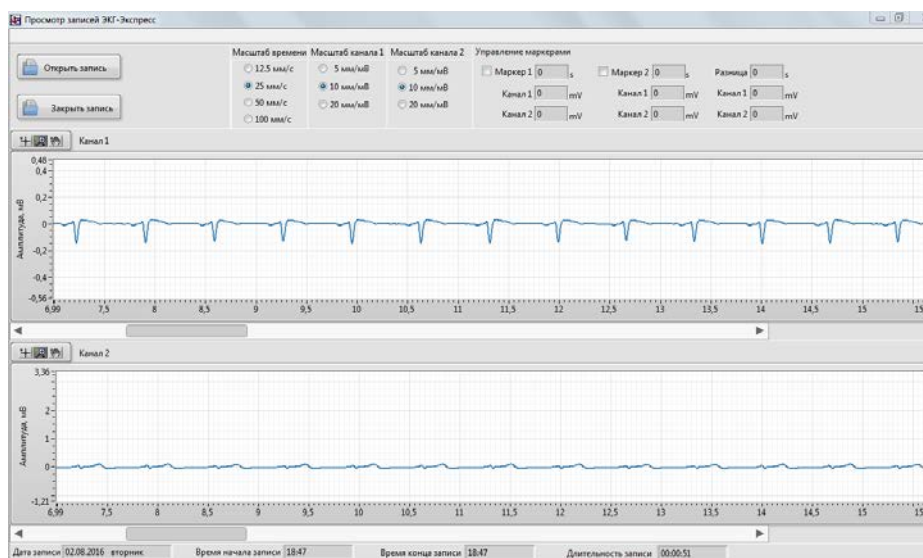 Просмотр записей ЭКГ-Экспресс
Открыть запись
Закрыть запись
Масштаб времени
12.5 мм/с
25 мм/с
50 мм/с
100 мм/с
Масштаб канала 1
5 мм/мВ
10 мм/мВ
20 мм/мВ
Масштаб канала 2
5 мм/мВ
10 мм/мВ
20 мм/мВ
Управление маркерами
Маркер 1 0 s
Канал 1 0 mV
Канал 2 0 mV
Маркер 2 0 s
Канал 1 0 mV
Канал 2 0 mV
Разница 0 s
Канал 1 0 mV
Канал 2 0 mV
Канал 1
Амплитуда, мВ
0,48
0,4
0,2
0
-0,2
-0,4
-0,56
6,99 7,5 8 8,5 9 9,5 10 10,5 11 11,5 12 12,5 13 13,5 14 14,5 15
Канал 2
Амплитуда, мВ
3,36
2
1
0
-1,21
6,99 7,5 8 8,5 9 9,5 10 10,5 11 11,5 12 12,5 13 13,5 14 14,5 15
Дата записи 02.08.2016 вторник Время начала записи 18:47 Время конца записи 18:47 Длительность записи 00:00:51